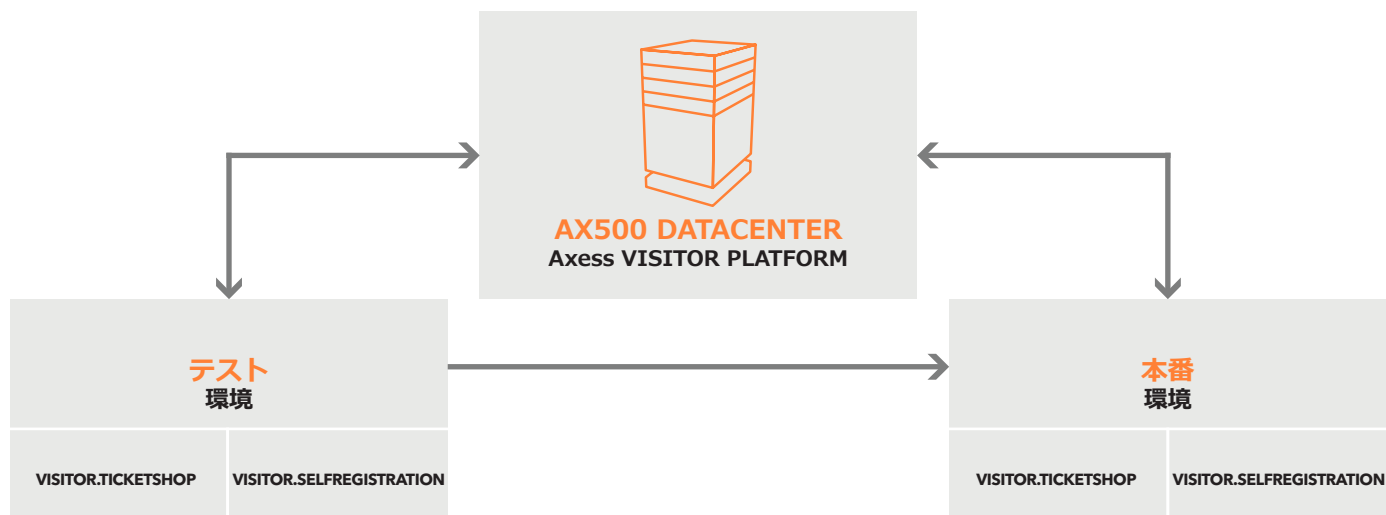 AX500 DATACENTER
Axess VISITOR PLATFORM
テスト
環境
本番
環境
VISITOR.TICKETSHOP
VISITOR.SELFREGISTRATION
VISITOR.TICKETSHOP
VISITOR.SELFREGISTRATION